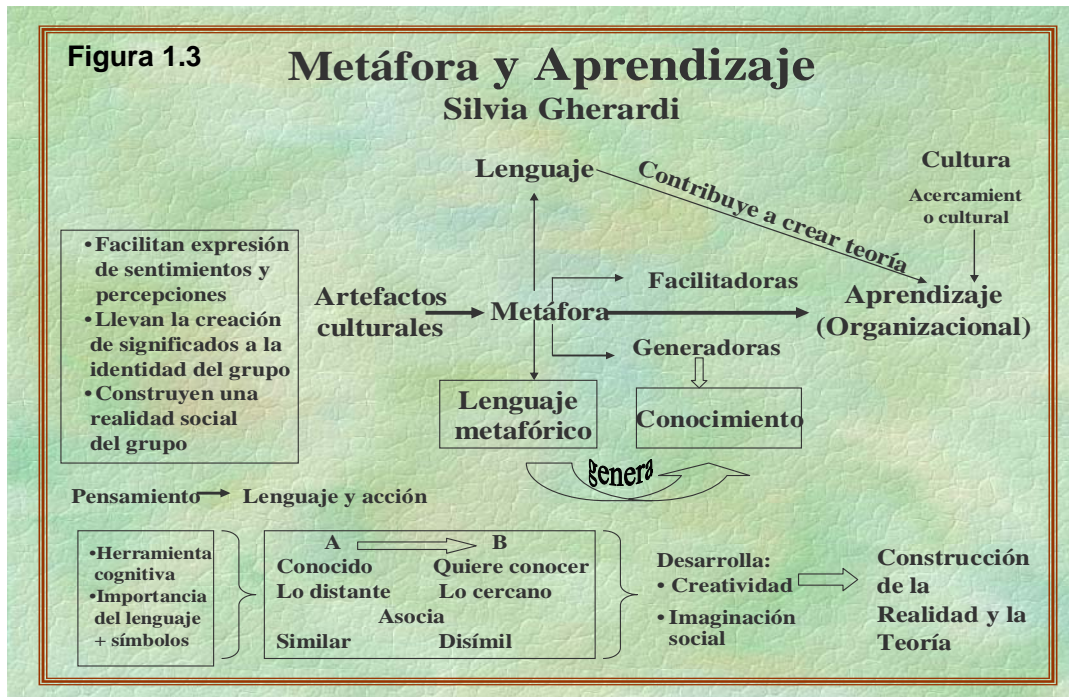 Figura 1.3
Metáfora y Aprendizaje
Silvia Gherardi
Lenguaje
Contribuye a crear teoría
Cultura
Acercamient
o cultural
•Facilitan expresión
de sentimientos y
percepciones
•Llevan la creación
de significados a la
identidad del grupo
•Construyen una
realidad social
del grupo
Artefactos
culturales
Metáfora
Facilitadoras
Generadoras
Aprendizaje
(Organizacional)
Lenguaje
metafórico
Conocimiento
genera
Pensamiento
Lenguaje y acción
•Herramienta
cognitiva
•Importancia
del lenguaje
+ símbolos
A B
Conocido Quiere conocer
Lo distante Lo cercano
Asocia
Similar Disímil
Desarrolla:
• Creatividad
• Imaginación
social
Construcción
de la
Realidad y la
Teoría